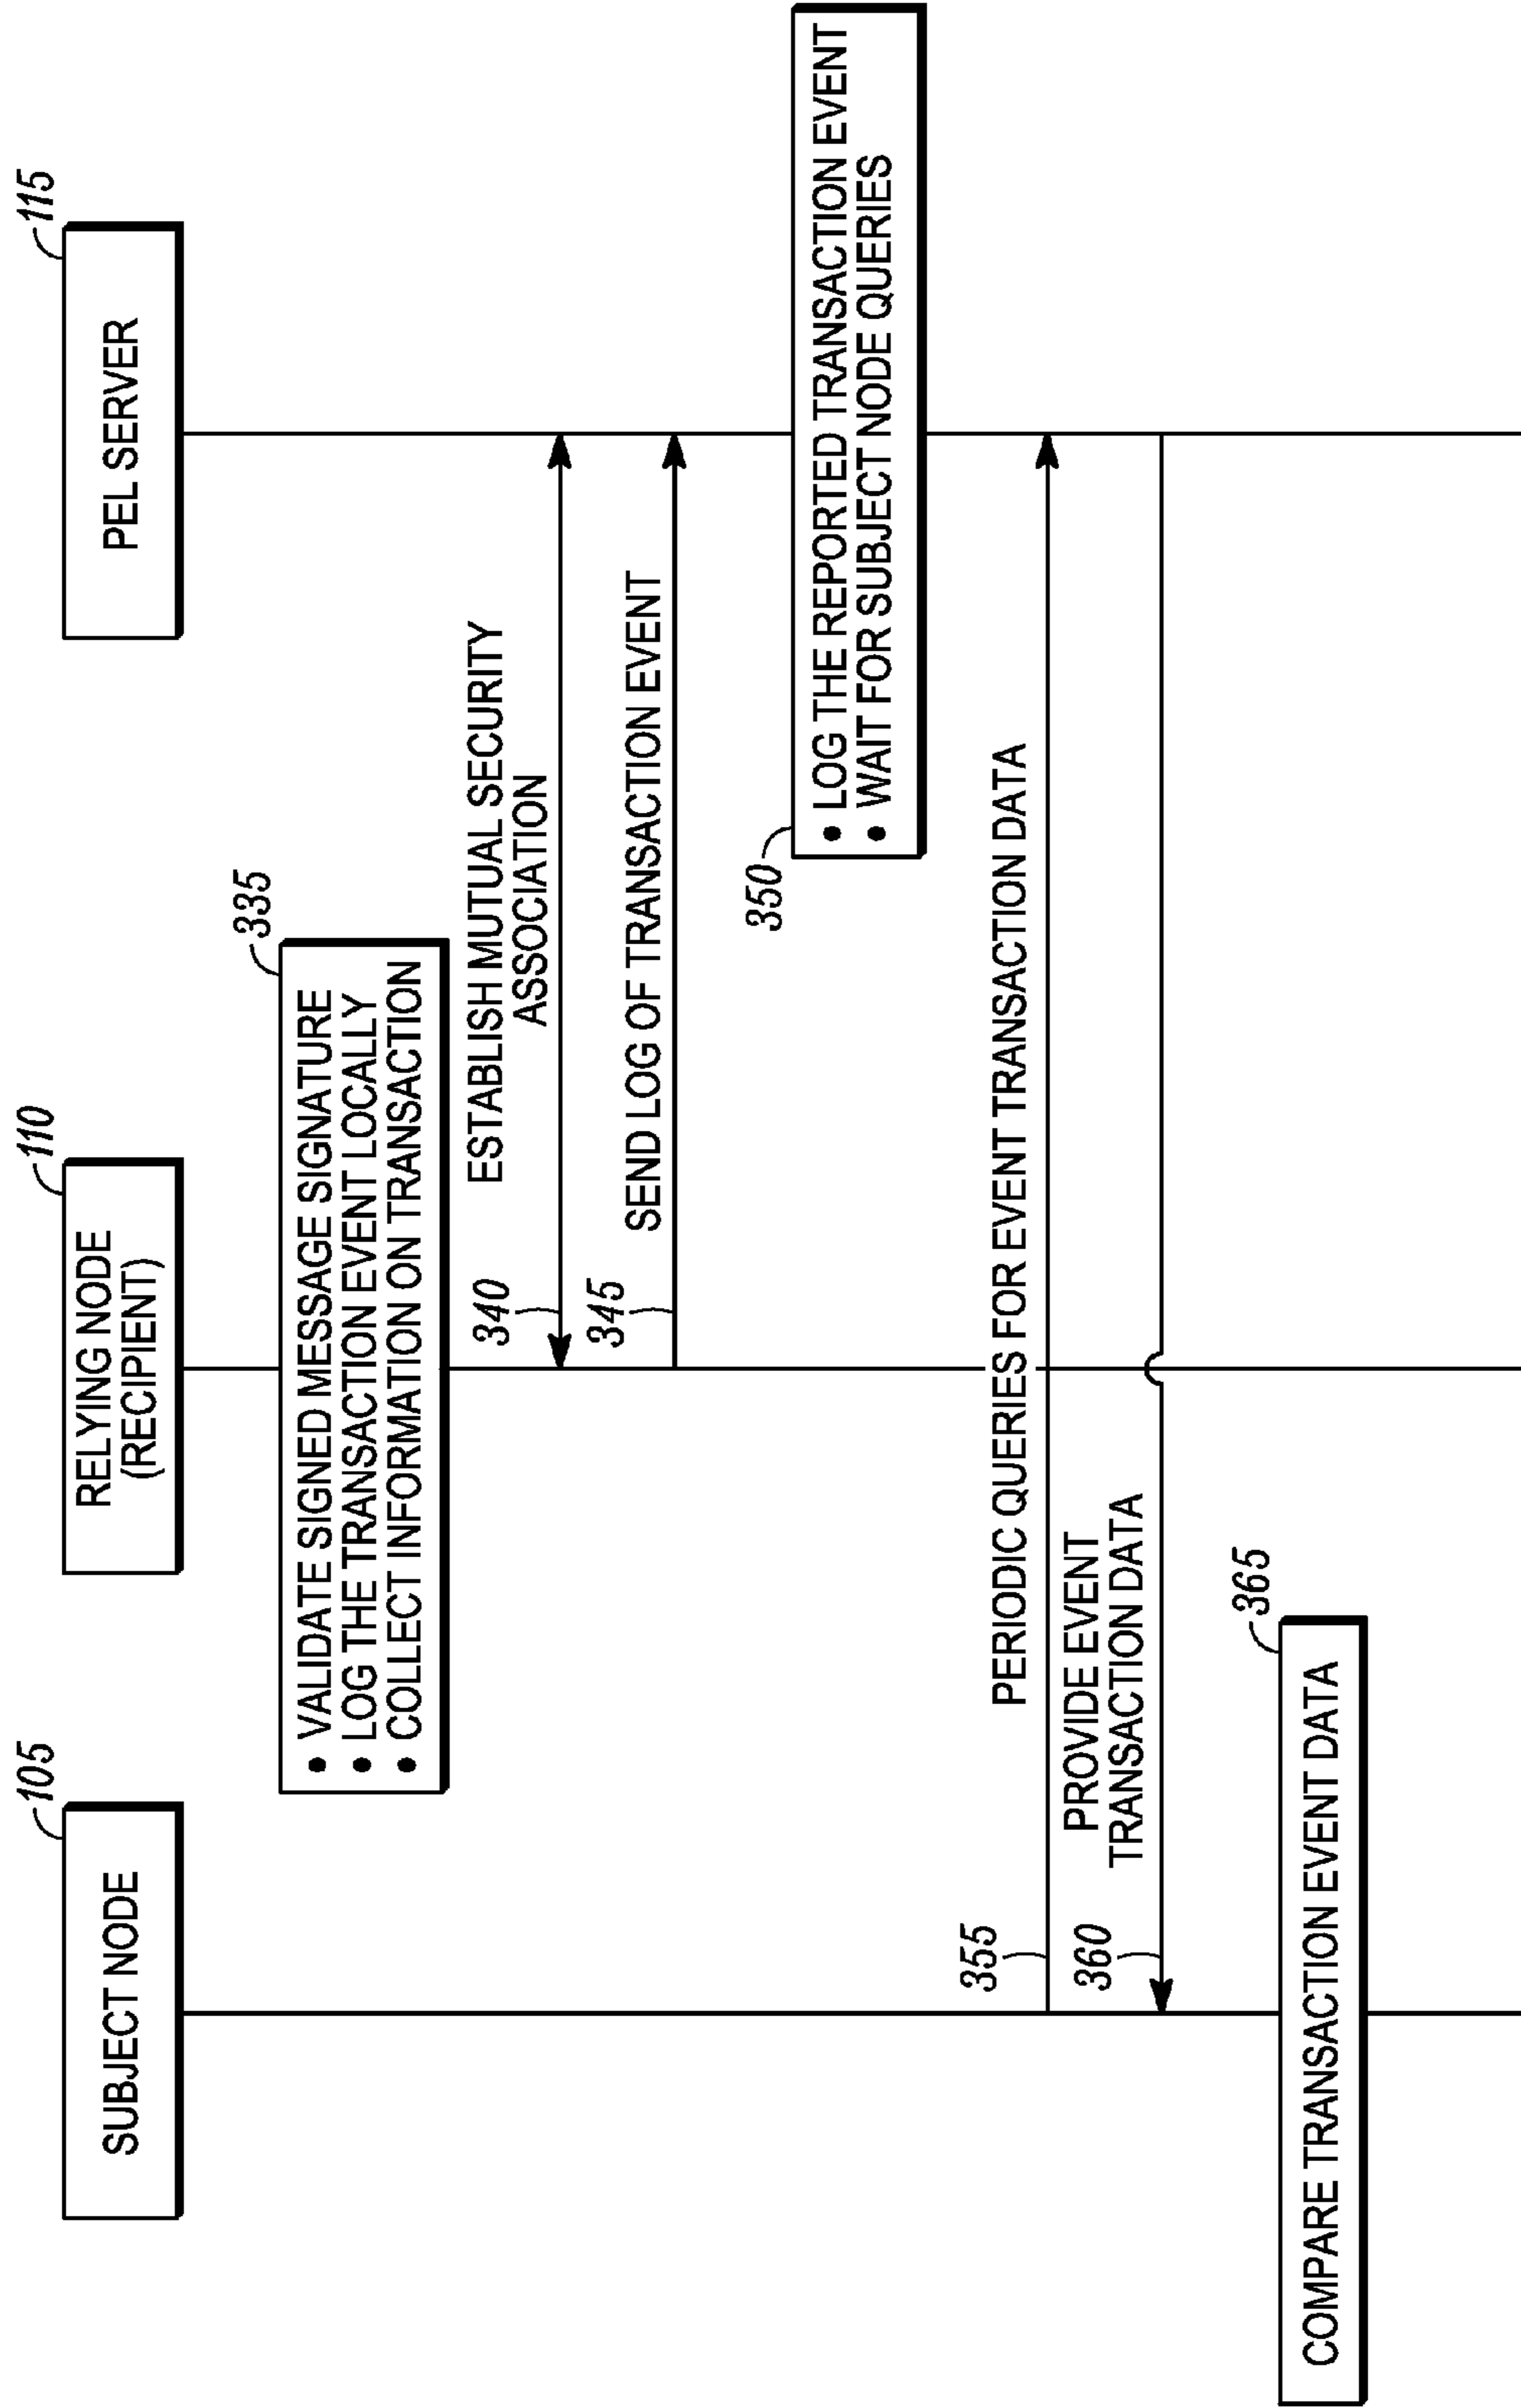 SUBJECT NODE
105
RELYING NODE
(RECIPIENT)
110
PEL SERVER
115
335
• VALIDATE SIGNED MESSAGE SIGNATURE
• LOG THE TRANSACTION EVENT LOCALLY
• COLLECT INFORMATION ON TRANSACTION
340
ESTABLISH MUTUAL SECURITY
ASSOCIATION
345
SEND LOG OF TRANSACTION EVENT
350
• LOG THE REPORTED TRANSACTION EVENT
• WAIT FOR SUBJECT NODE QUERIES
355
PERIODIC QUERIES FOR EVENT TRANSACTION DATA
360
PROVIDE EVENT
TRANSACTION DATA
365
COMPARE TRANSACTION EVENT DATA